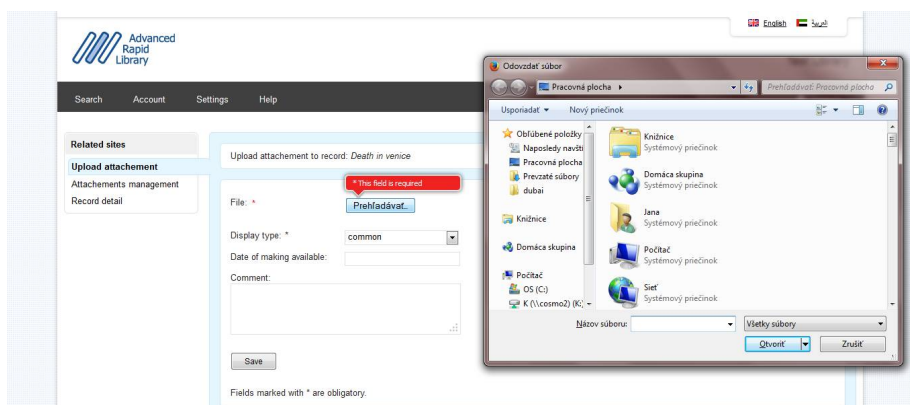 English العربية
Advanced
Rapid
Library
Search Account Settings Help
Related sites
Upload attachement
Attachements management
Record detail
Upload attachement to record: Death in venice
* This field is required
File: * Prehľadávať..
Display type: * common
Date of making available:
Comment:
Save
Fields marked with * are obligatory.
Odovzdať súbor
Pracovná plocha
Prehľadávať: Pracovná plocha
Usporiadať Nový priečinok
Obľúbené položky
Naposledy navští
Pracovná plocha
Prevzaté súbory
dubai
Knižnice
Domáca skupina
Počítač
OS (C:)
K (\\cosmo2) (K:)
Knižnice
Systémový priečinok
Domáca skupina
Systémový priečinok
Jana
Systémový priečinok
Počítač
Systémový priečinok
Sieť
Systémový priečinok
Názov súboru: Všetky súbory
Otvoriť Zrušiť